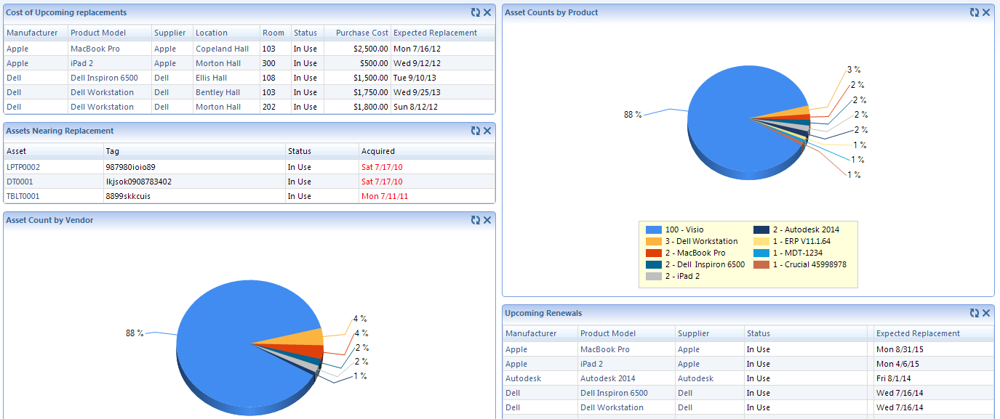 Cost of Upcoming replacements
Manufacturer Product Model Supplier Location Room Status Purchase Cost Expected Replacement
Apple MacBook Pro Apple Copeland Hall 103 In Use $2,500.00 Mon 7/16/12
Apple iPad 2 Apple Morton Hall 300 In Use $500.00 Wed 9/12/12
Dell Dell Inspiron 6500 Dell Ellis Hall 108 In Use $1,500.00 Tue 9/10/13
Dell Dell Workstation Dell Bentley Hall 103 In Use $1,750.00 Wed 9/25/13
Dell Dell Workstation Dell Morton Hall 202 In Use $1,800.00 Sun 8/12/12
Assets Nearing Replacement
Asset Tag Status Acquired
LPTP0002 987980ioio89 In Use Sat 7/17/10
DT0001 lkjsok0908783402 In Use Sat 7/17/10
TBLT0001 8899skkcuis In Use Mon 7/11/11
Asset Count by Vendor
88 %
4 %
4 %
2 %
2 %
1 %
Asset Counts by Product
88 %
3 %
2 %
2 %
2 %
2 %
1 %
1 %
1 %
100 - Visio
3 - Dell Workstation
2 - MacBook Pro
2 - Dell Inspiron 6500
2 - iPad 2
2 - Autodesk 2014
1 - ERP V11.1.64
1 - MDT-1234
1 - Crucial 45998978
Upcoming Renewals
Manufacturer Product Model Supplier Status Expected Replacement
Apple MacBook Pro Apple In Use Mon 8/31/15
Apple iPad 2 Apple In Use Mon 4/6/15
Autodesk Autodesk 2014 Autodesk In Use Fri 8/1/14
Dell Dell Inspiron 6500 Dell In Use Wed 7/16/14
Dell Dell Workstation Dell In Use Wed 7/16/14